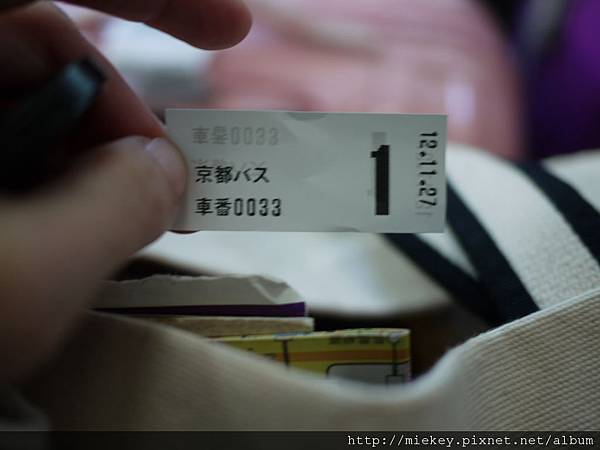 車番0033
京都バス
車番0033
1
12.11.27
http://miekey.pixnet.net/album